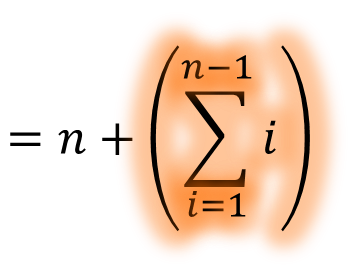 = n + (∑_{i=1}^{n−1} i)